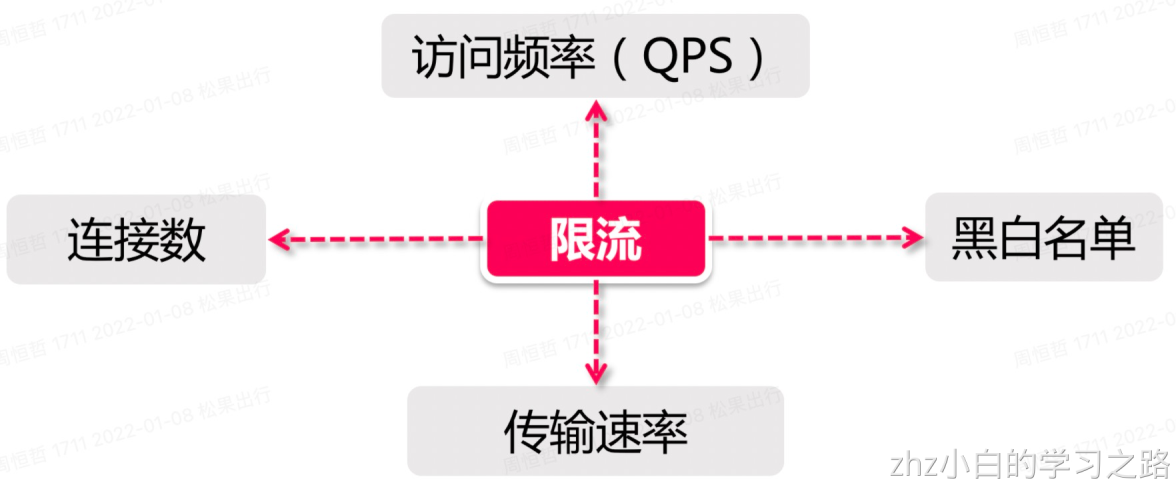 访问频率（QPS）
连接数
限流
黑白名单
传输速率
周恒哲 1711 2022-01-08 松果出行
zhz小白的学习之路